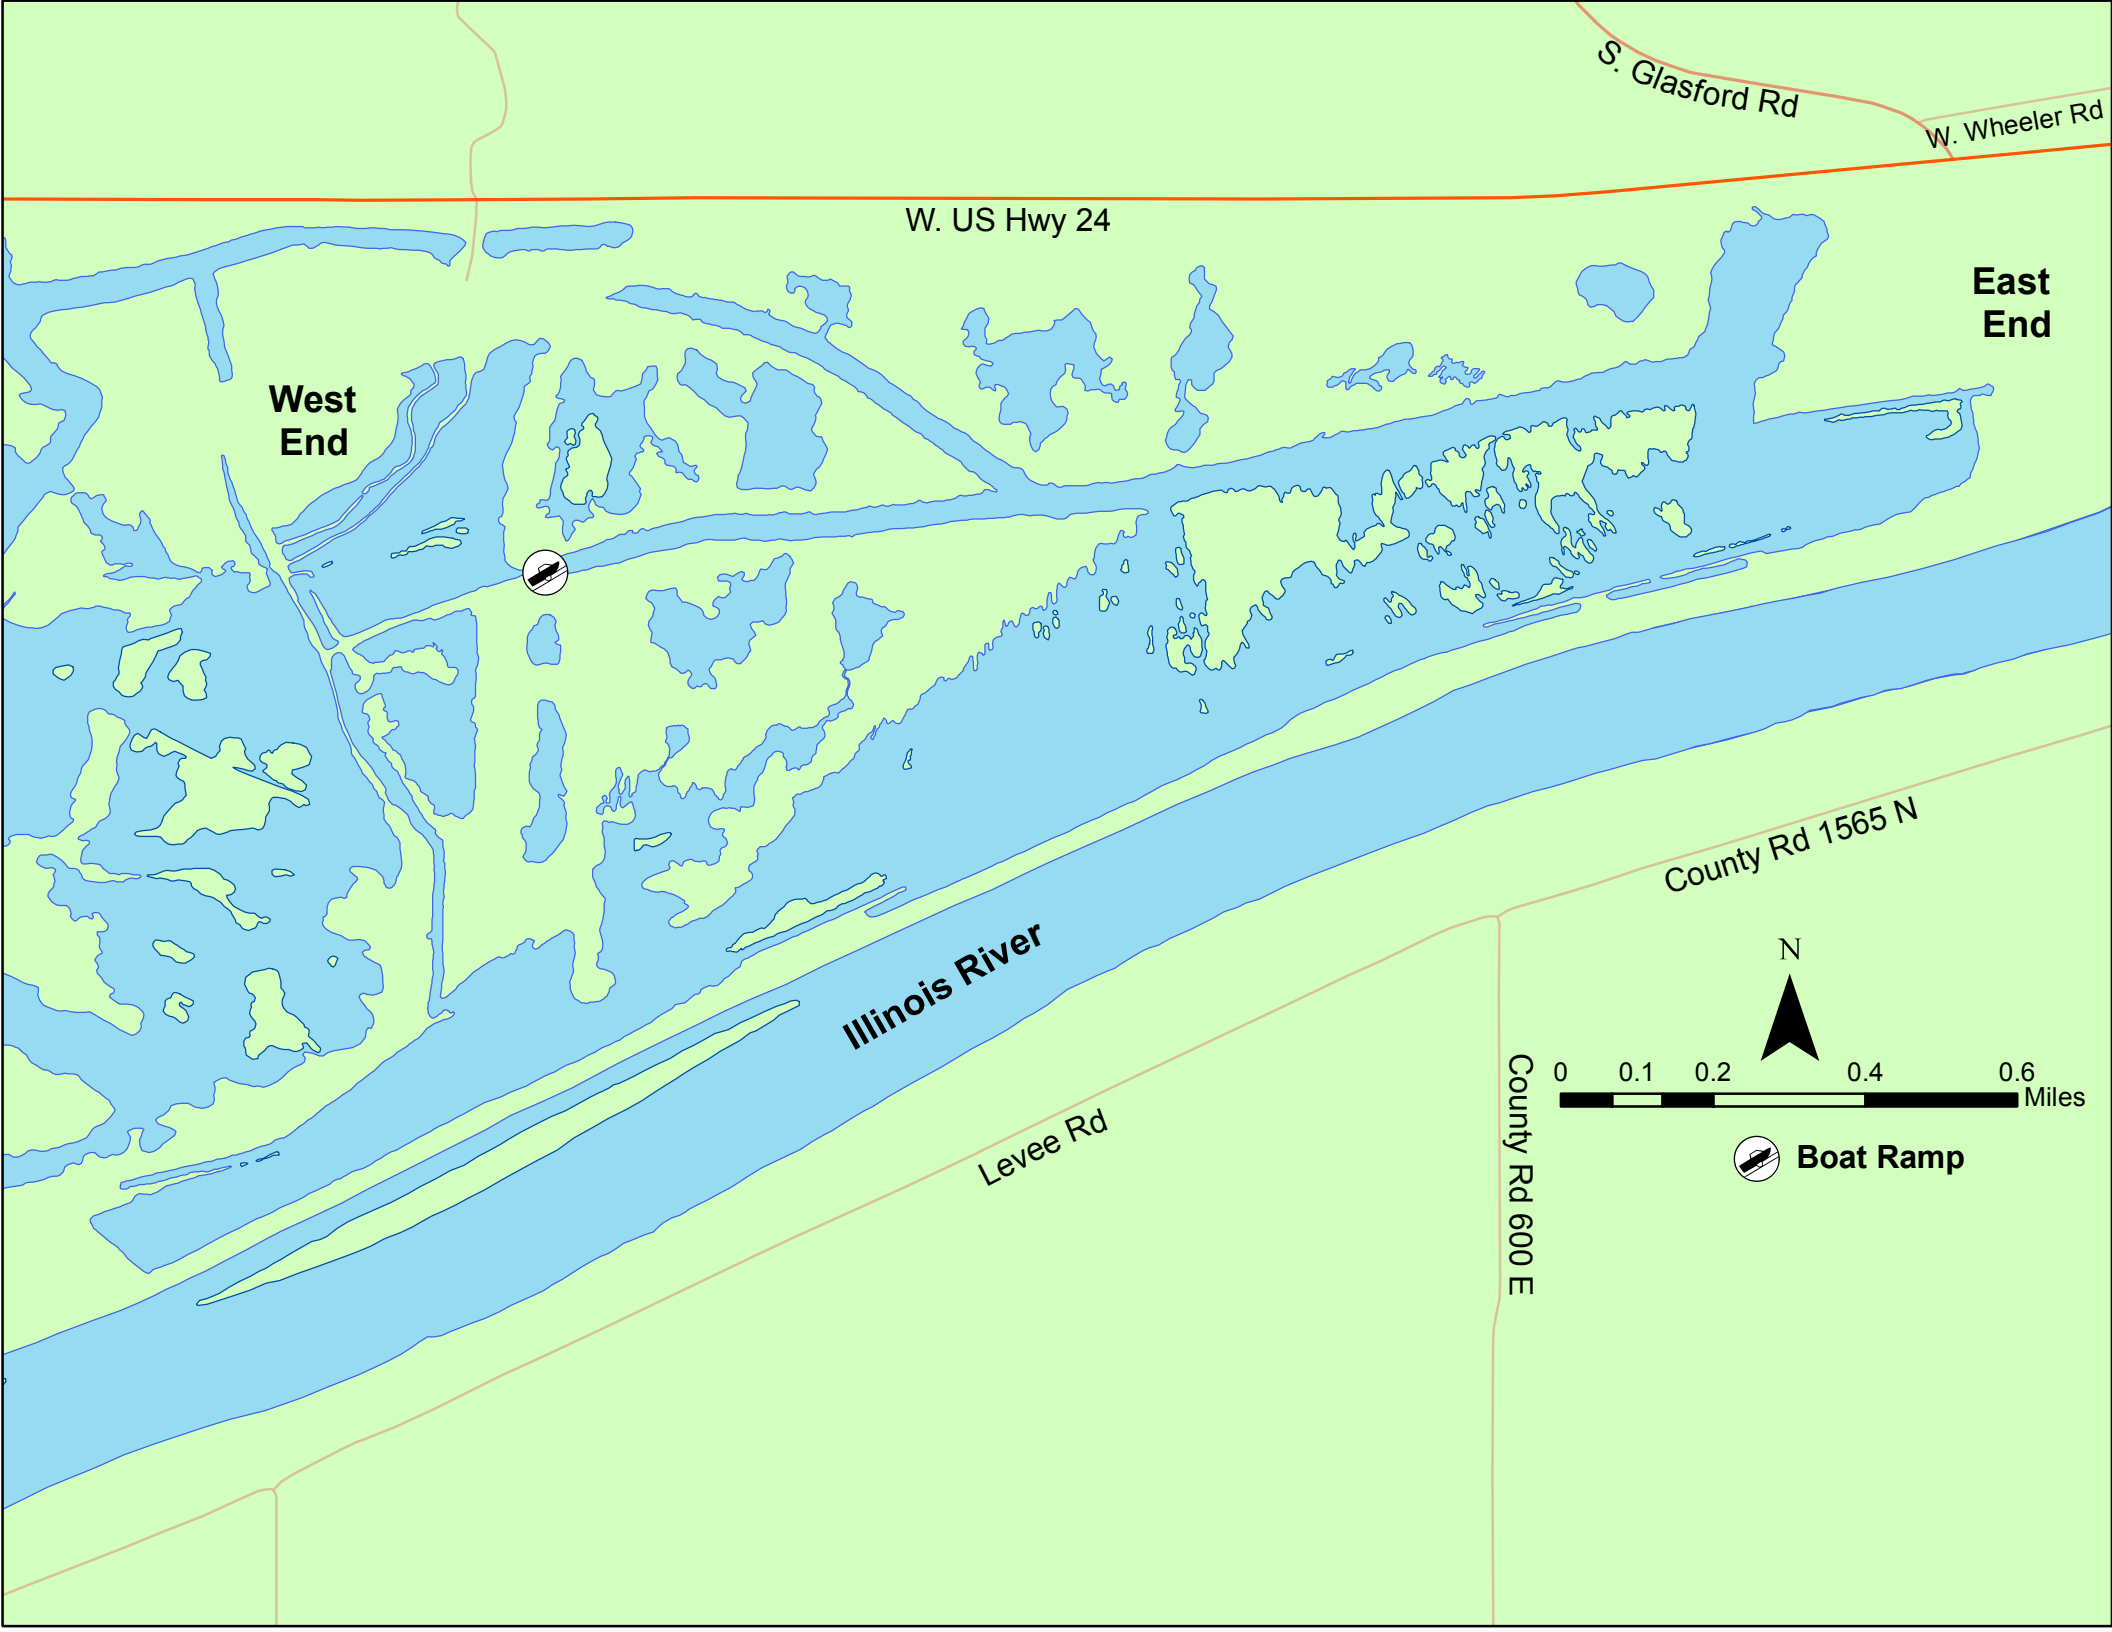 S. Glasford Rd
W. Wheeler Rd
W. US Hwy 24
East
End
West
End
County Rd 1565 N
Illinois River
N
0 0.1 0.2 0.4 0.6
Miles
County Rd 600 E
Levee Rd
Boat Ramp